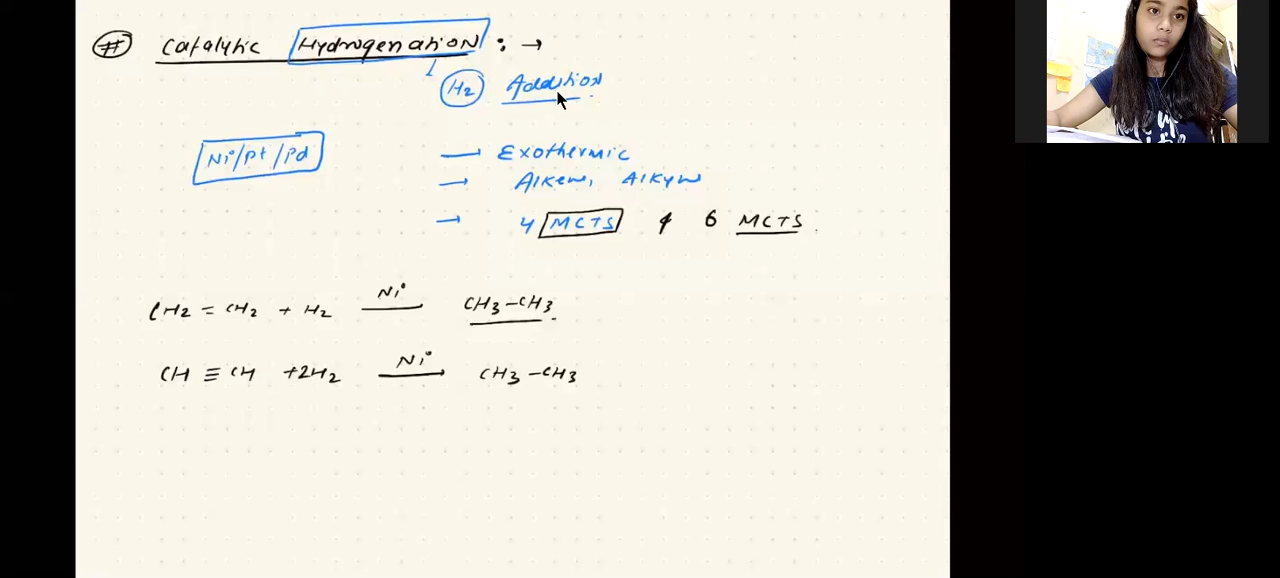 # Catalytic Hydrogenation : →
H2 Addition
Ni/Pt/Pd
→ Exothermic
→ Alkene, Alkyne
→ 4 MCTS & 6 MCTS.
CH2 = CH2 + H2 Ni → CH3-CH3.
CH ≡ CH +2H2 Ni → CH3-CH3